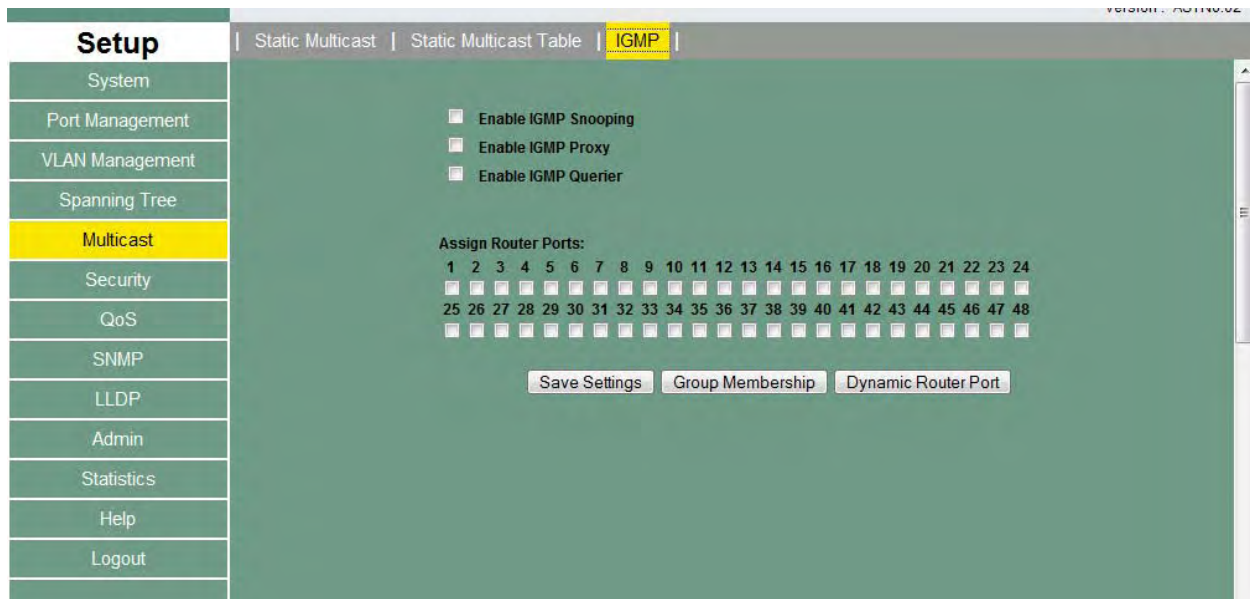 Setup
| Static Multicast | Static Multicast Table | IGMP |
System
Port Management
VLAN Management
Spanning Tree
Multicast
Security
QoS
SNMP
LLDP
Admin
Statistics
Help
Logout
Enable IGMP Snooping
Enable IGMP Proxy
Enable IGMP Querier
Assign Router Ports:
1 2 3 4 5 6 7 8 9 10 11 12 13 14 15 16 17 18 19 20 21 22 23 24
25 26 27 28 29 30 31 32 33 34 35 36 37 38 39 40 41 42 43 44 45 46 47 48
Save Settings Group Membership Dynamic Router Port